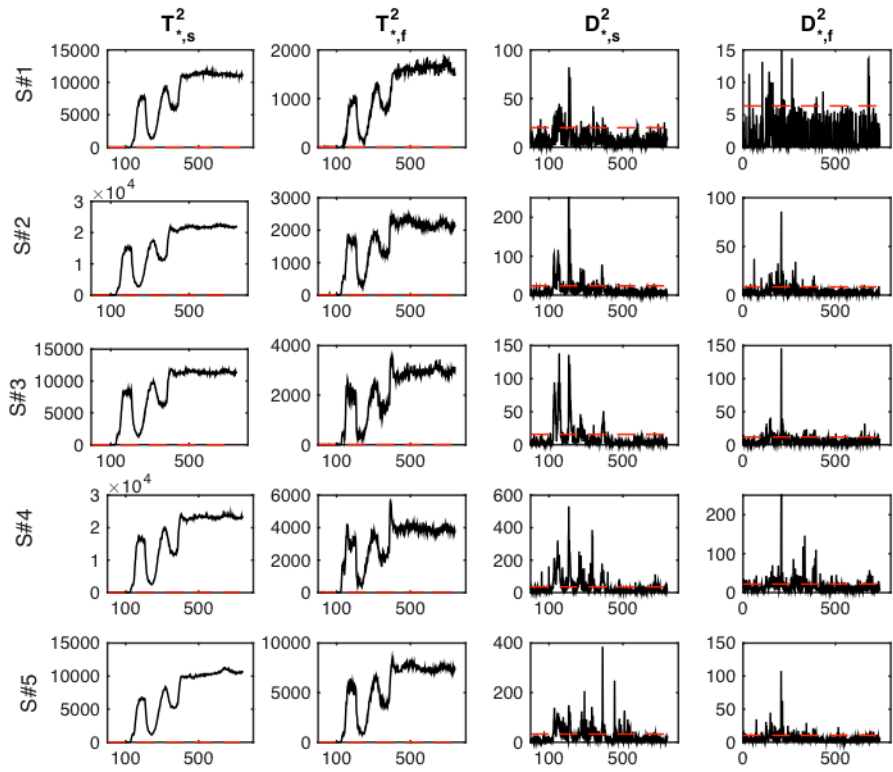 T²*,s T²*,f D²*,s D²*,f
S#1
15000 10000 5000 0 100 500
2000 1000 0 100 500
100 50 0 100 500
15 10 5 0 0 500
S#2
×10⁴ 3 2 1 0 100 500
3000 2000 1000 0 100 500
200 100 0 100 500
100 50 0 0 500
S#3
15000 10000 5000 0 100 500
4000 2000 0 100 500
150 100 50 0 100 500
150 100 50 0 0 500
S#4
×10⁴ 3 2 1 0 100 500
6000 4000 2000 0 100 500
600 400 200 0 100 500
200 100 0 0 500
S#5
15000 10000 5000 0 100 500
10000 5000 0 100 500
400 200 0 100 500
150 100 50 0 0 500